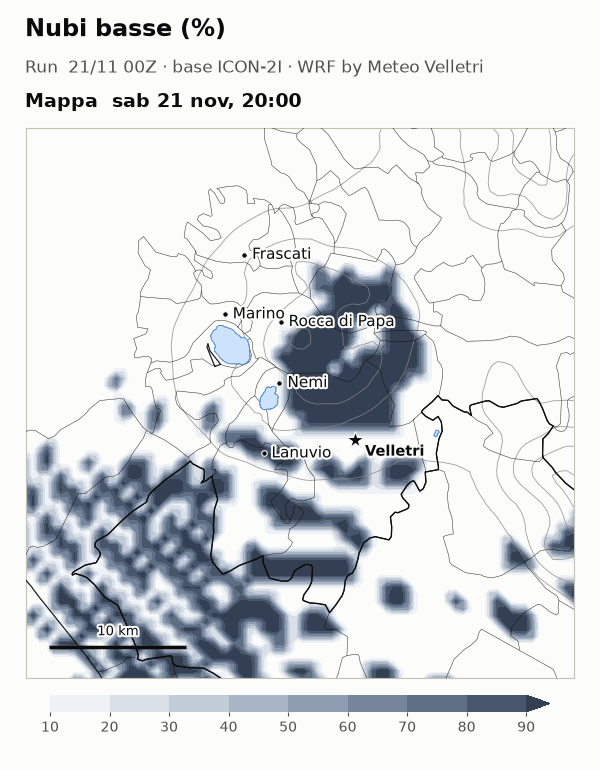 Nubi basse (%)
Run  21/11 00Z · base ICON-2I · WRF by Meteo Velletri
Mappa  sab 21 nov, 20:00
Frascati
Marino
Rocca di Papa
Nemi
Velletri
Lanuvio
10 km
10 20 30 40 50 60 70 80 90